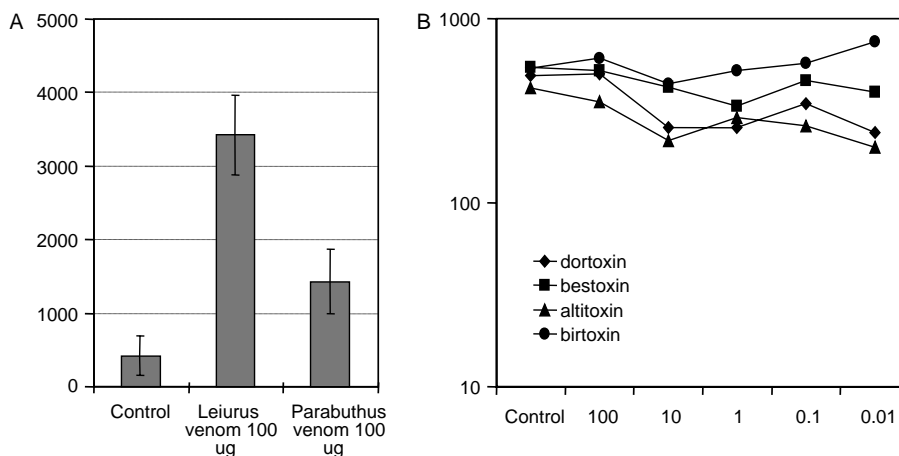 A
5000
4000
3000
2000
1000
0
Control
Leiurus
venom 100
ug
Parabuthus
venom 100
ug
B
1000
100
10
dortoxin
bestoxin
altitoxin
birtoxin
Control 100 10 1 0.1 0.01